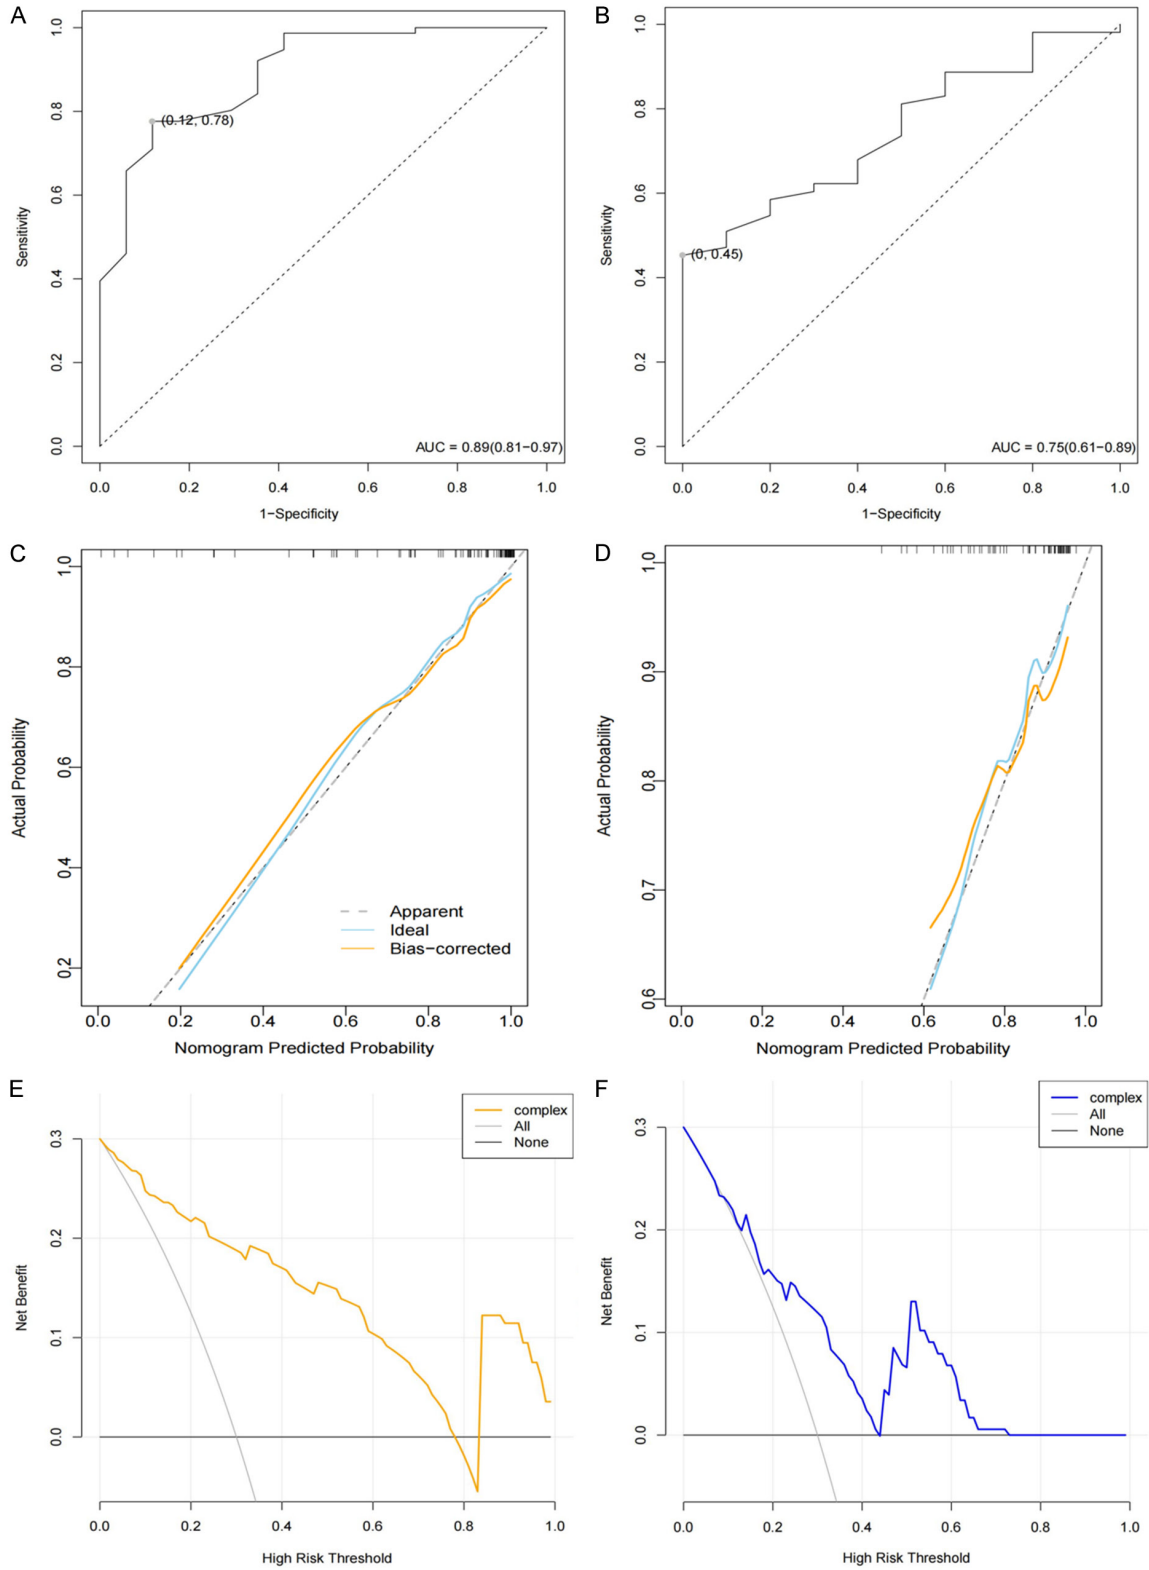 A
1.0
0.8
0.6
0.4
0.2
0.0
Sensitivity
(0.12, 0.78)
AUC = 0.89(0.81−0.97)
0.0 0.2 0.4 0.6 0.8 1.0
1−Specificity
B
1.0
0.8
0.6
0.4
0.2
0.0
Sensitivity
(0, 0.45)
AUC = 0.75(0.61−0.89)
0.0 0.2 0.4 0.6 0.8 1.0
1−Specificity
C
1.0
0.8
0.6
0.4
0.2
Actual Probability
Apparent
Ideal
Bias−corrected
0.0 0.2 0.4 0.6 0.8 1.0
Nomogram Predicted Probability
D
1.0
0.9
0.8
0.7
0.6
Actual Probability
0.0 0.2 0.4 0.6 0.8 1.0
Nomogram Predicted Probability
E
complex
All
None
0.3
0.2
0.1
0.0
Net Benefit
0.0 0.2 0.4 0.6 0.8 1.0
High Risk Threshold
F
complex
All
None
0.3
0.2
0.1
0.0
Net Benefit
0.0 0.2 0.4 0.6 0.8 1.0
High Risk Threshold